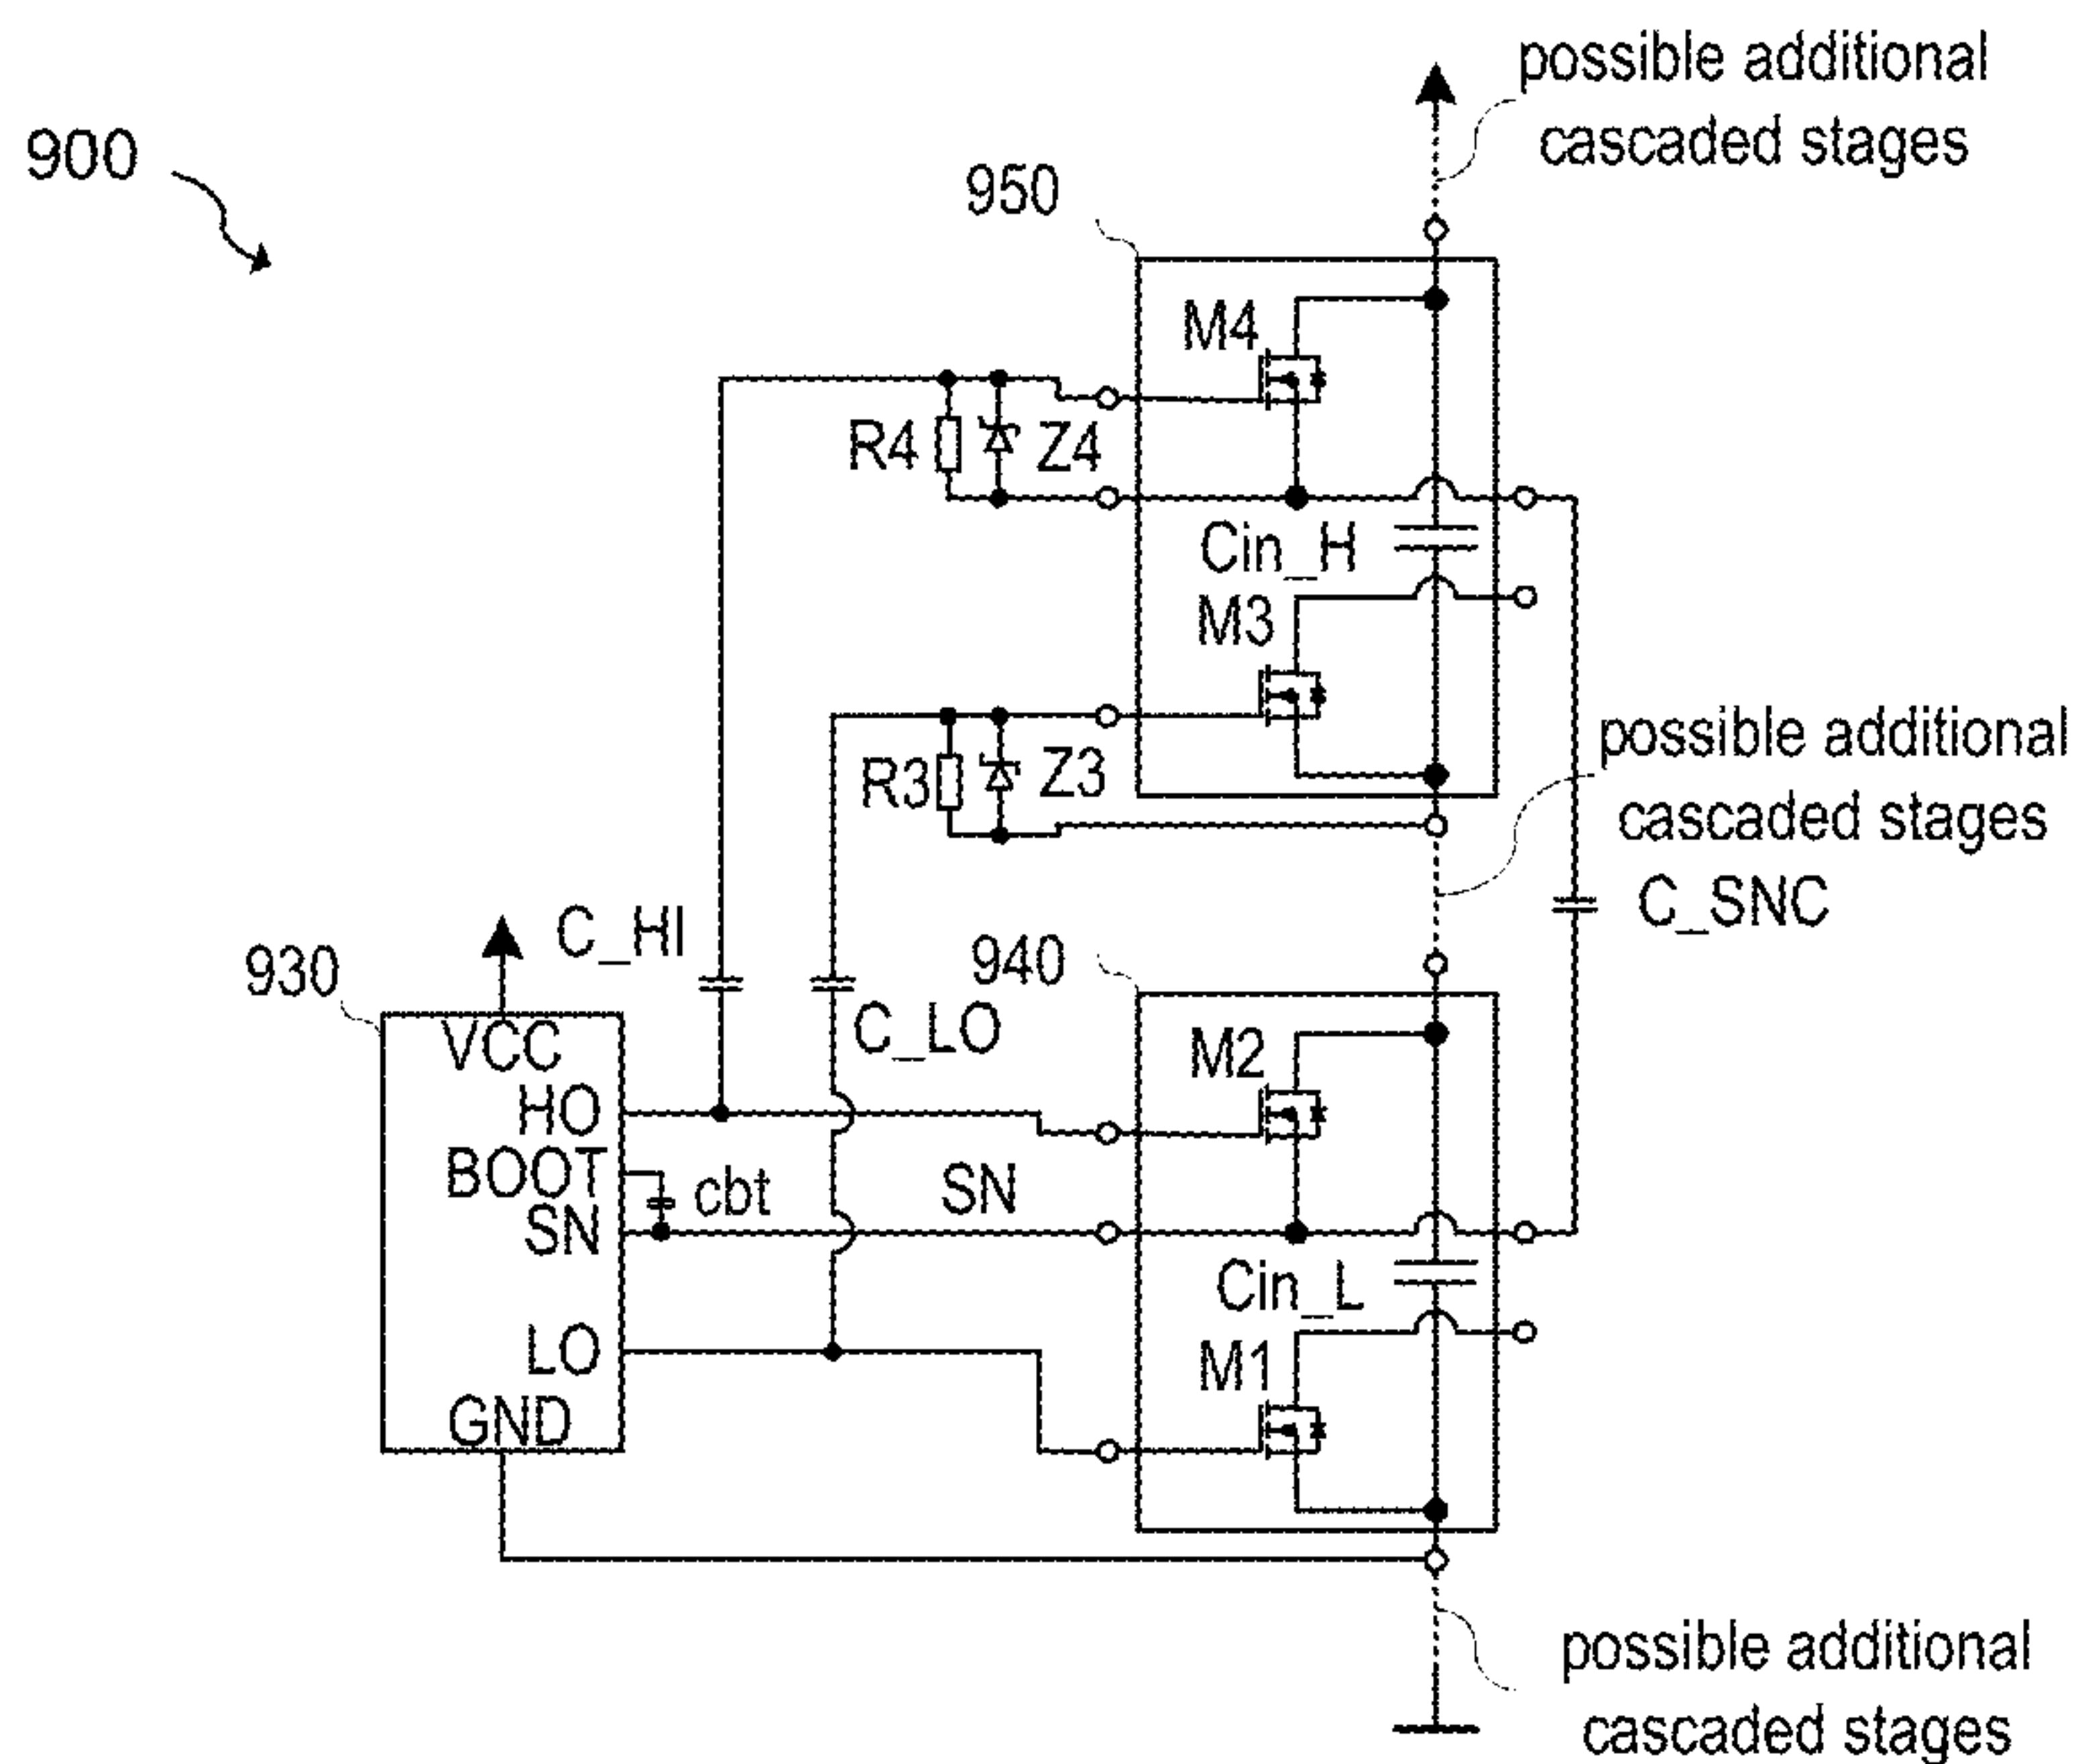 possible additional
cascaded stages
900
950
M4
R4
Z4
Cin_H
M3
R3
Z3
possible additional
cascaded stages
C_SNC
C_HI
930
940
C_LO
VCC
M2
HO
BOOT
cbt
SN
SN
Cin_L
LO
M1
GND
possible additional
cascaded stages